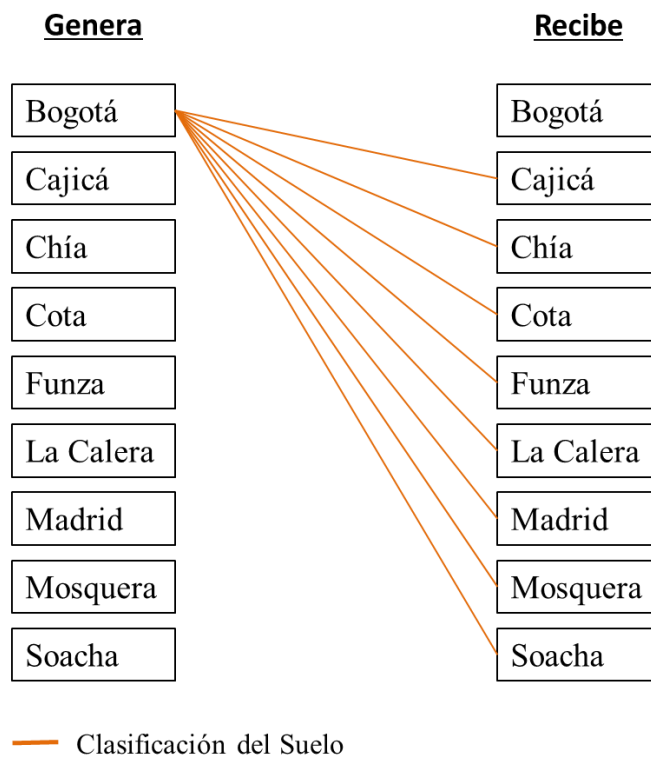 Genera Recibe
Bogotá Bogotá
Cajicá Cajicá
Chía Chía
Cota Cota
Funza Funza
La Calera La Calera
Madrid Madrid
Mosquera Mosquera
Soacha Soacha
Clasificación del Suelo